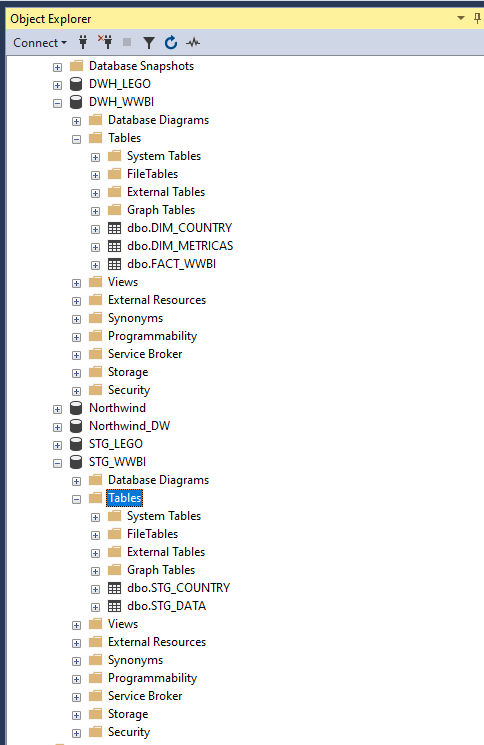 Object Explorer
Connect
Database Snapshots
DWH_LEGO
DWH_WWBI
Database Diagrams
Tables
System Tables
FileTables
External Tables
Graph Tables
dbo.DIM_COUNTRY
dbo.DIM_METRICAS
dbo.FACT_WWBI
Views
External Resources
Synonyms
Programmability
Service Broker
Storage
Security
Northwind
Northwind_DW
STG_LEGO
STG_WWBI
Database Diagrams
Tables
System Tables
FileTables
External Tables
Graph Tables
dbo.STG_COUNTRY
dbo.STG_DATA
Views
External Resources
Synonyms
Programmability
Service Broker
Storage
Security